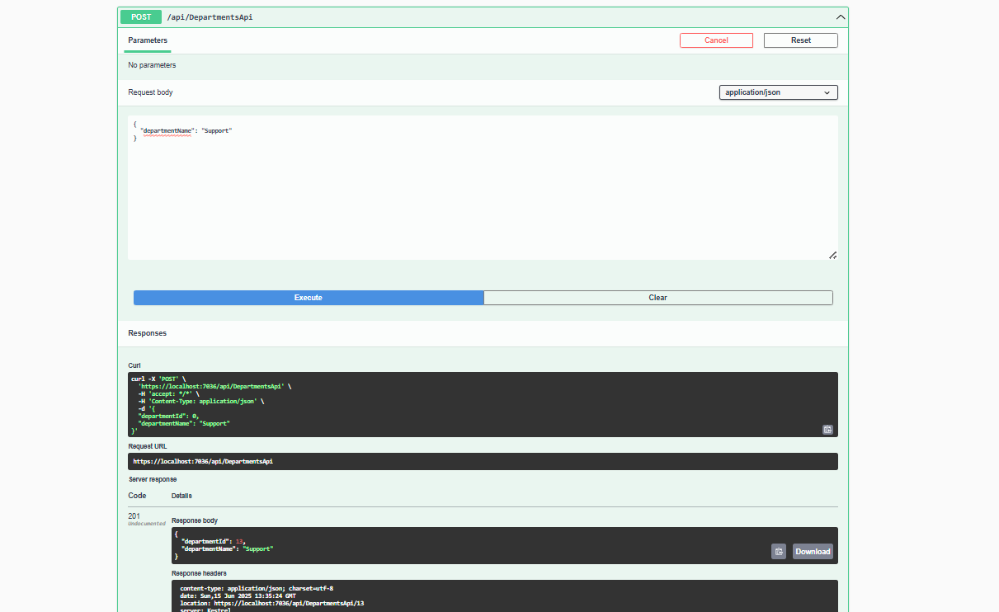 POST /api/DepartmentsApi
Parameters Cancel Reset
No parameters
Request body application/json
{
"departmentName": "Support"
}
Execute Clear
Responses
Curl
curl -X 'POST' \
'https://localhost:7036/api/DepartmentsApi' \
-H 'accept: */*' \
-H 'Content-Type: application/json' \
-d '{
"departmentId": 0,
"departmentName": "Support"
}'
Request URL
https://localhost:7036/api/DepartmentsApi
Server response
Code Details
201
Undocumented
Response body
{
"departmentId": 13,
"departmentName": "Support"
}
Download
Response headers
content-type: application/json; charset=utf-8
date: Sun,15 Jun 2025 13:35:24 GMT
location: https://localhost:7036/api/DepartmentsApi/13
server: Kestrel